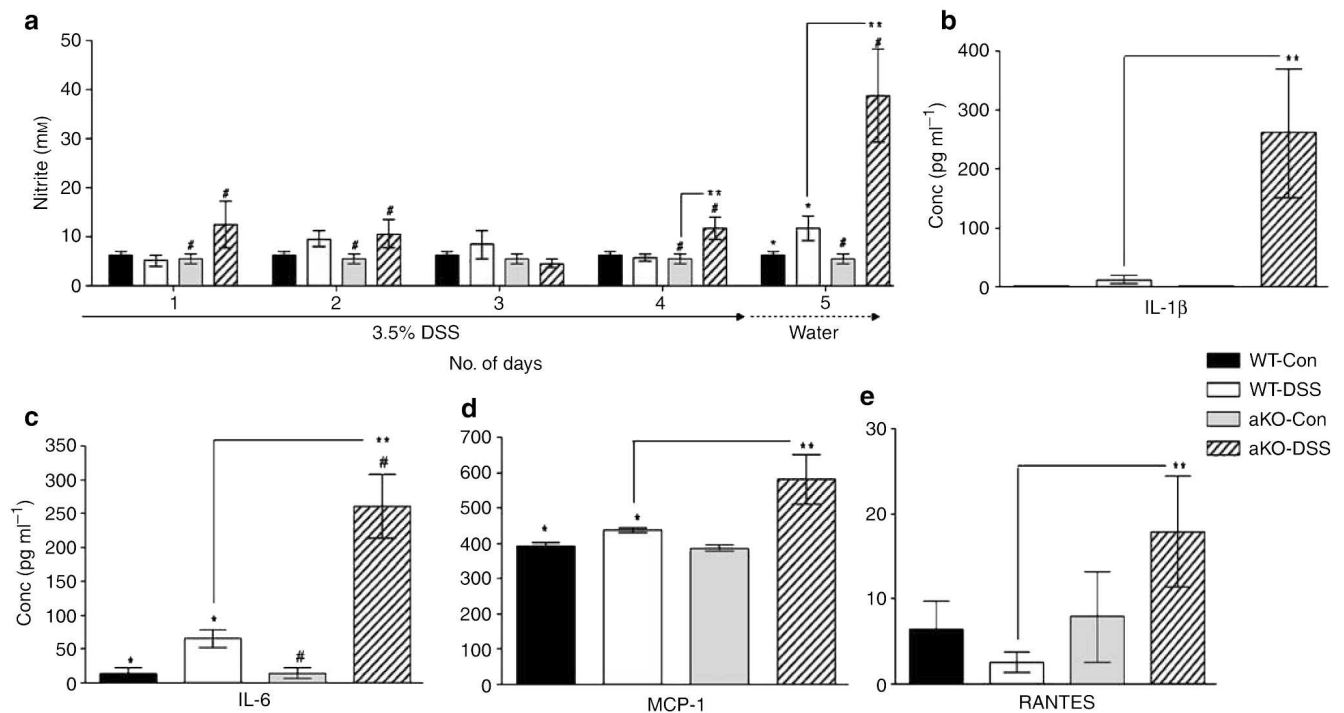 a
50
40
30
20
10
0
Nitrite (mM)
#
#
#
#
#
**
#
*
*
#
**
#
1 2 3 4 5
3.5% DSS Water
No. of days
b
400
300
200
100
0
Conc (pg ml−1)
**
IL-1β
WT-Con
WT-DSS
aKO-Con
aKO-DSS
c
350
300
250
200
150
100
50
0
Conc (pg ml−1)
*
*
#
**
#
IL-6
d
700
600
500
400
300
200
100
0
*
*
**
MCP-1
e
30
20
10
0
**
RANTES